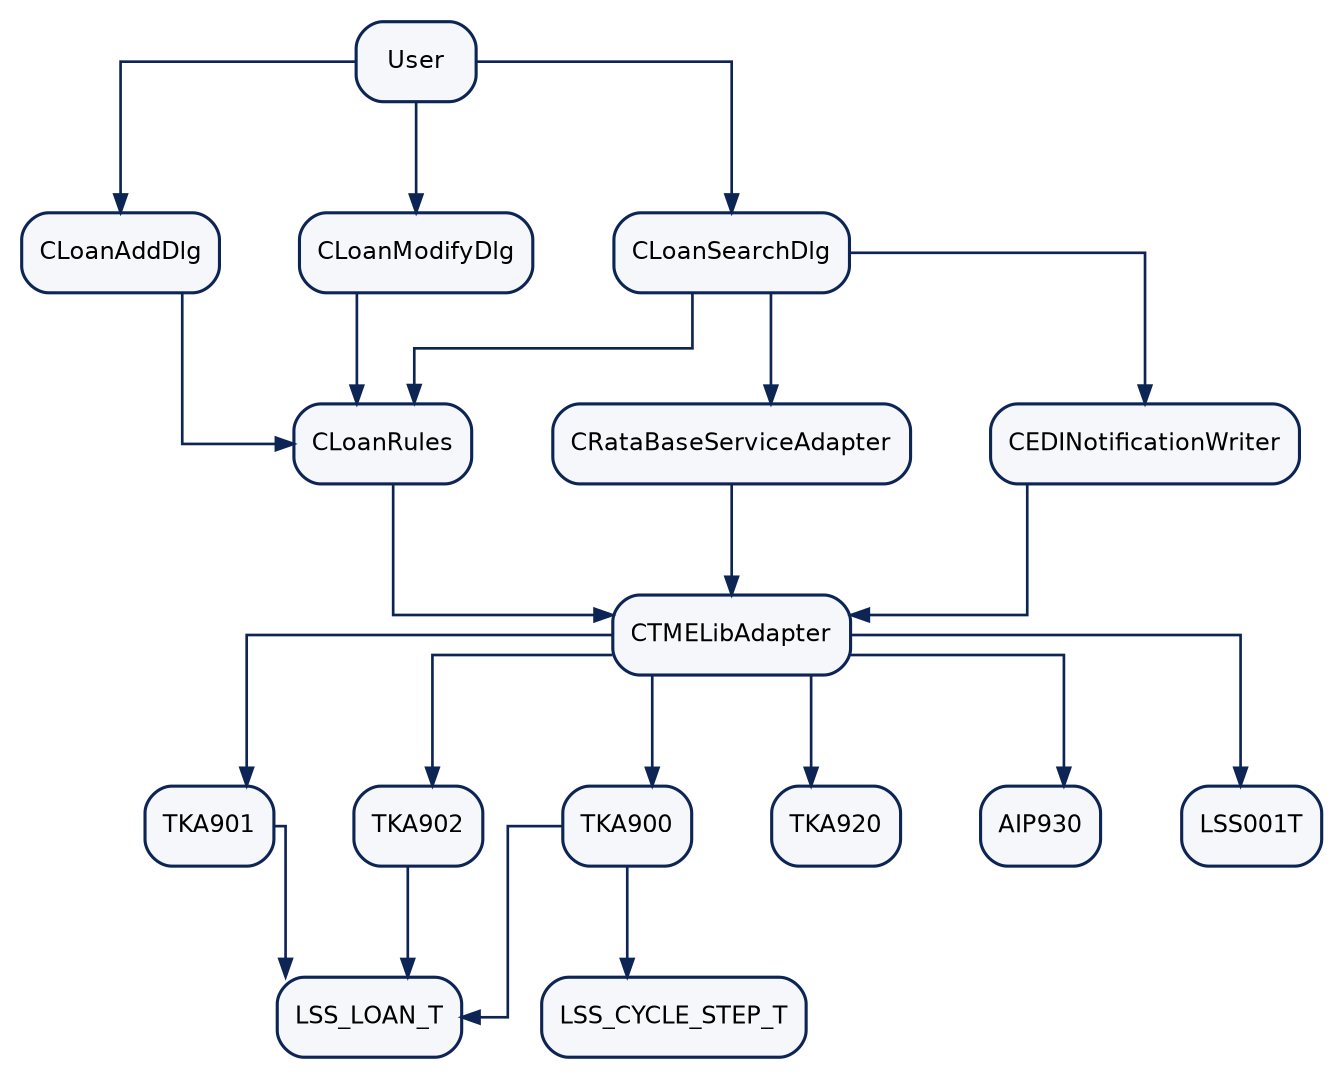 User
CLoanAddDlg
CLoanModifyDlg
CLoanSearchDlg
CLoanRules
CRataBaseServiceAdapter
CEDINotificationWriter
CTMELibAdapter
TKA901
TKA902
TKA900
TKA920
AIP930
LSS001T
LSS_LOAN_T
LSS_CYCLE_STEP_T